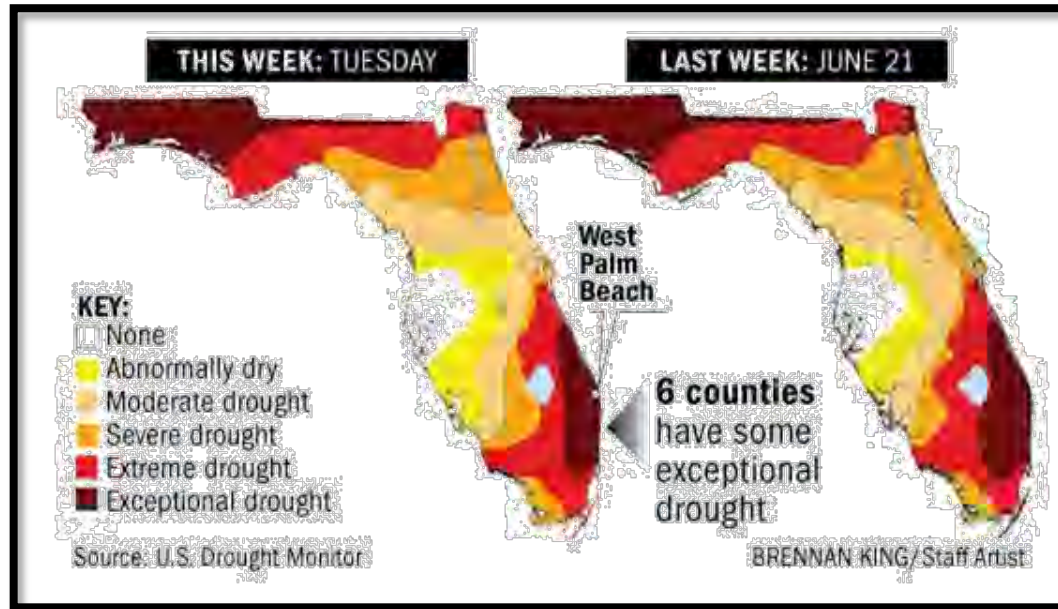 THIS WEEK: TUESDAY
LAST WEEK: JUNE 21
West
Palm
Beach
KEY:
None
Abnormally dry
Moderate drought
Severe drought
Extreme drought
Exceptional drought
6 counties
have some
exceptional
drought
Source: U.S. Drought Monitor
BRENNAN KING/Staff Artist